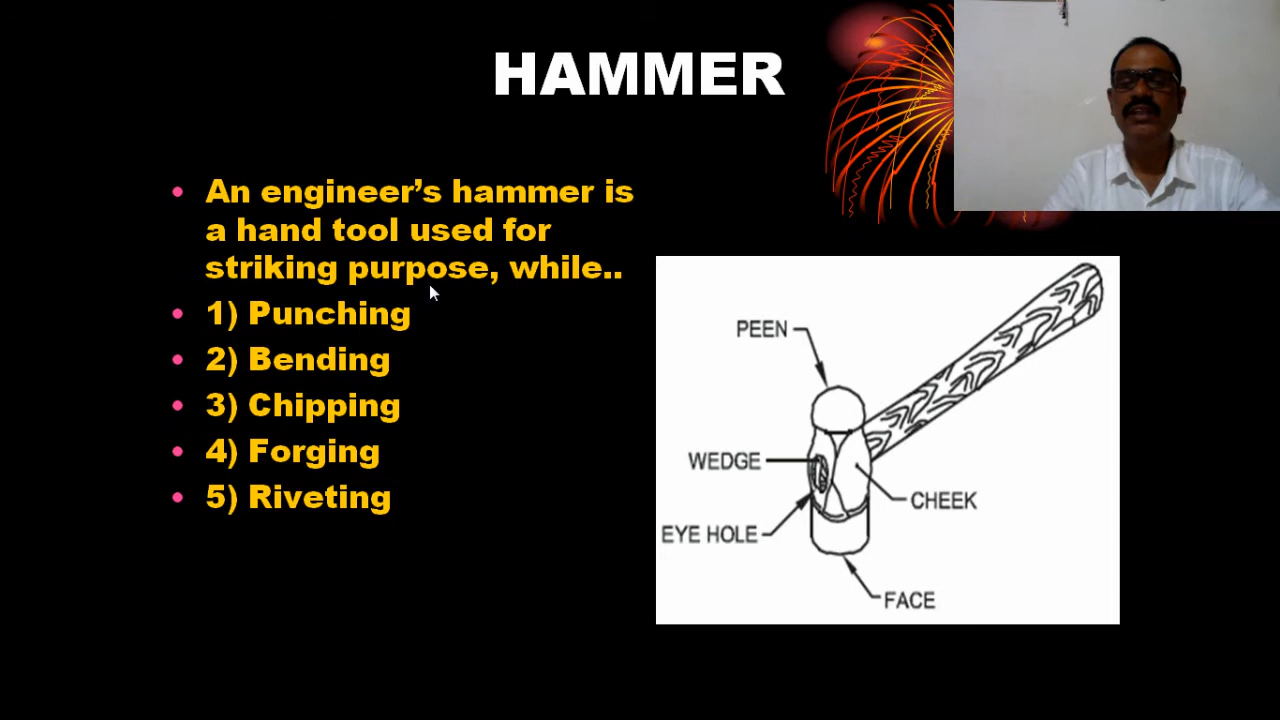 HAMMER
• An engineer’s hammer is
a hand tool used for
striking purpose, while..
• 1) Punching
• 2) Bending
• 3) Chipping
• 4) Forging
• 5) Riveting
PEEN
WEDGE
CHEEK
EYE HOLE
FACE